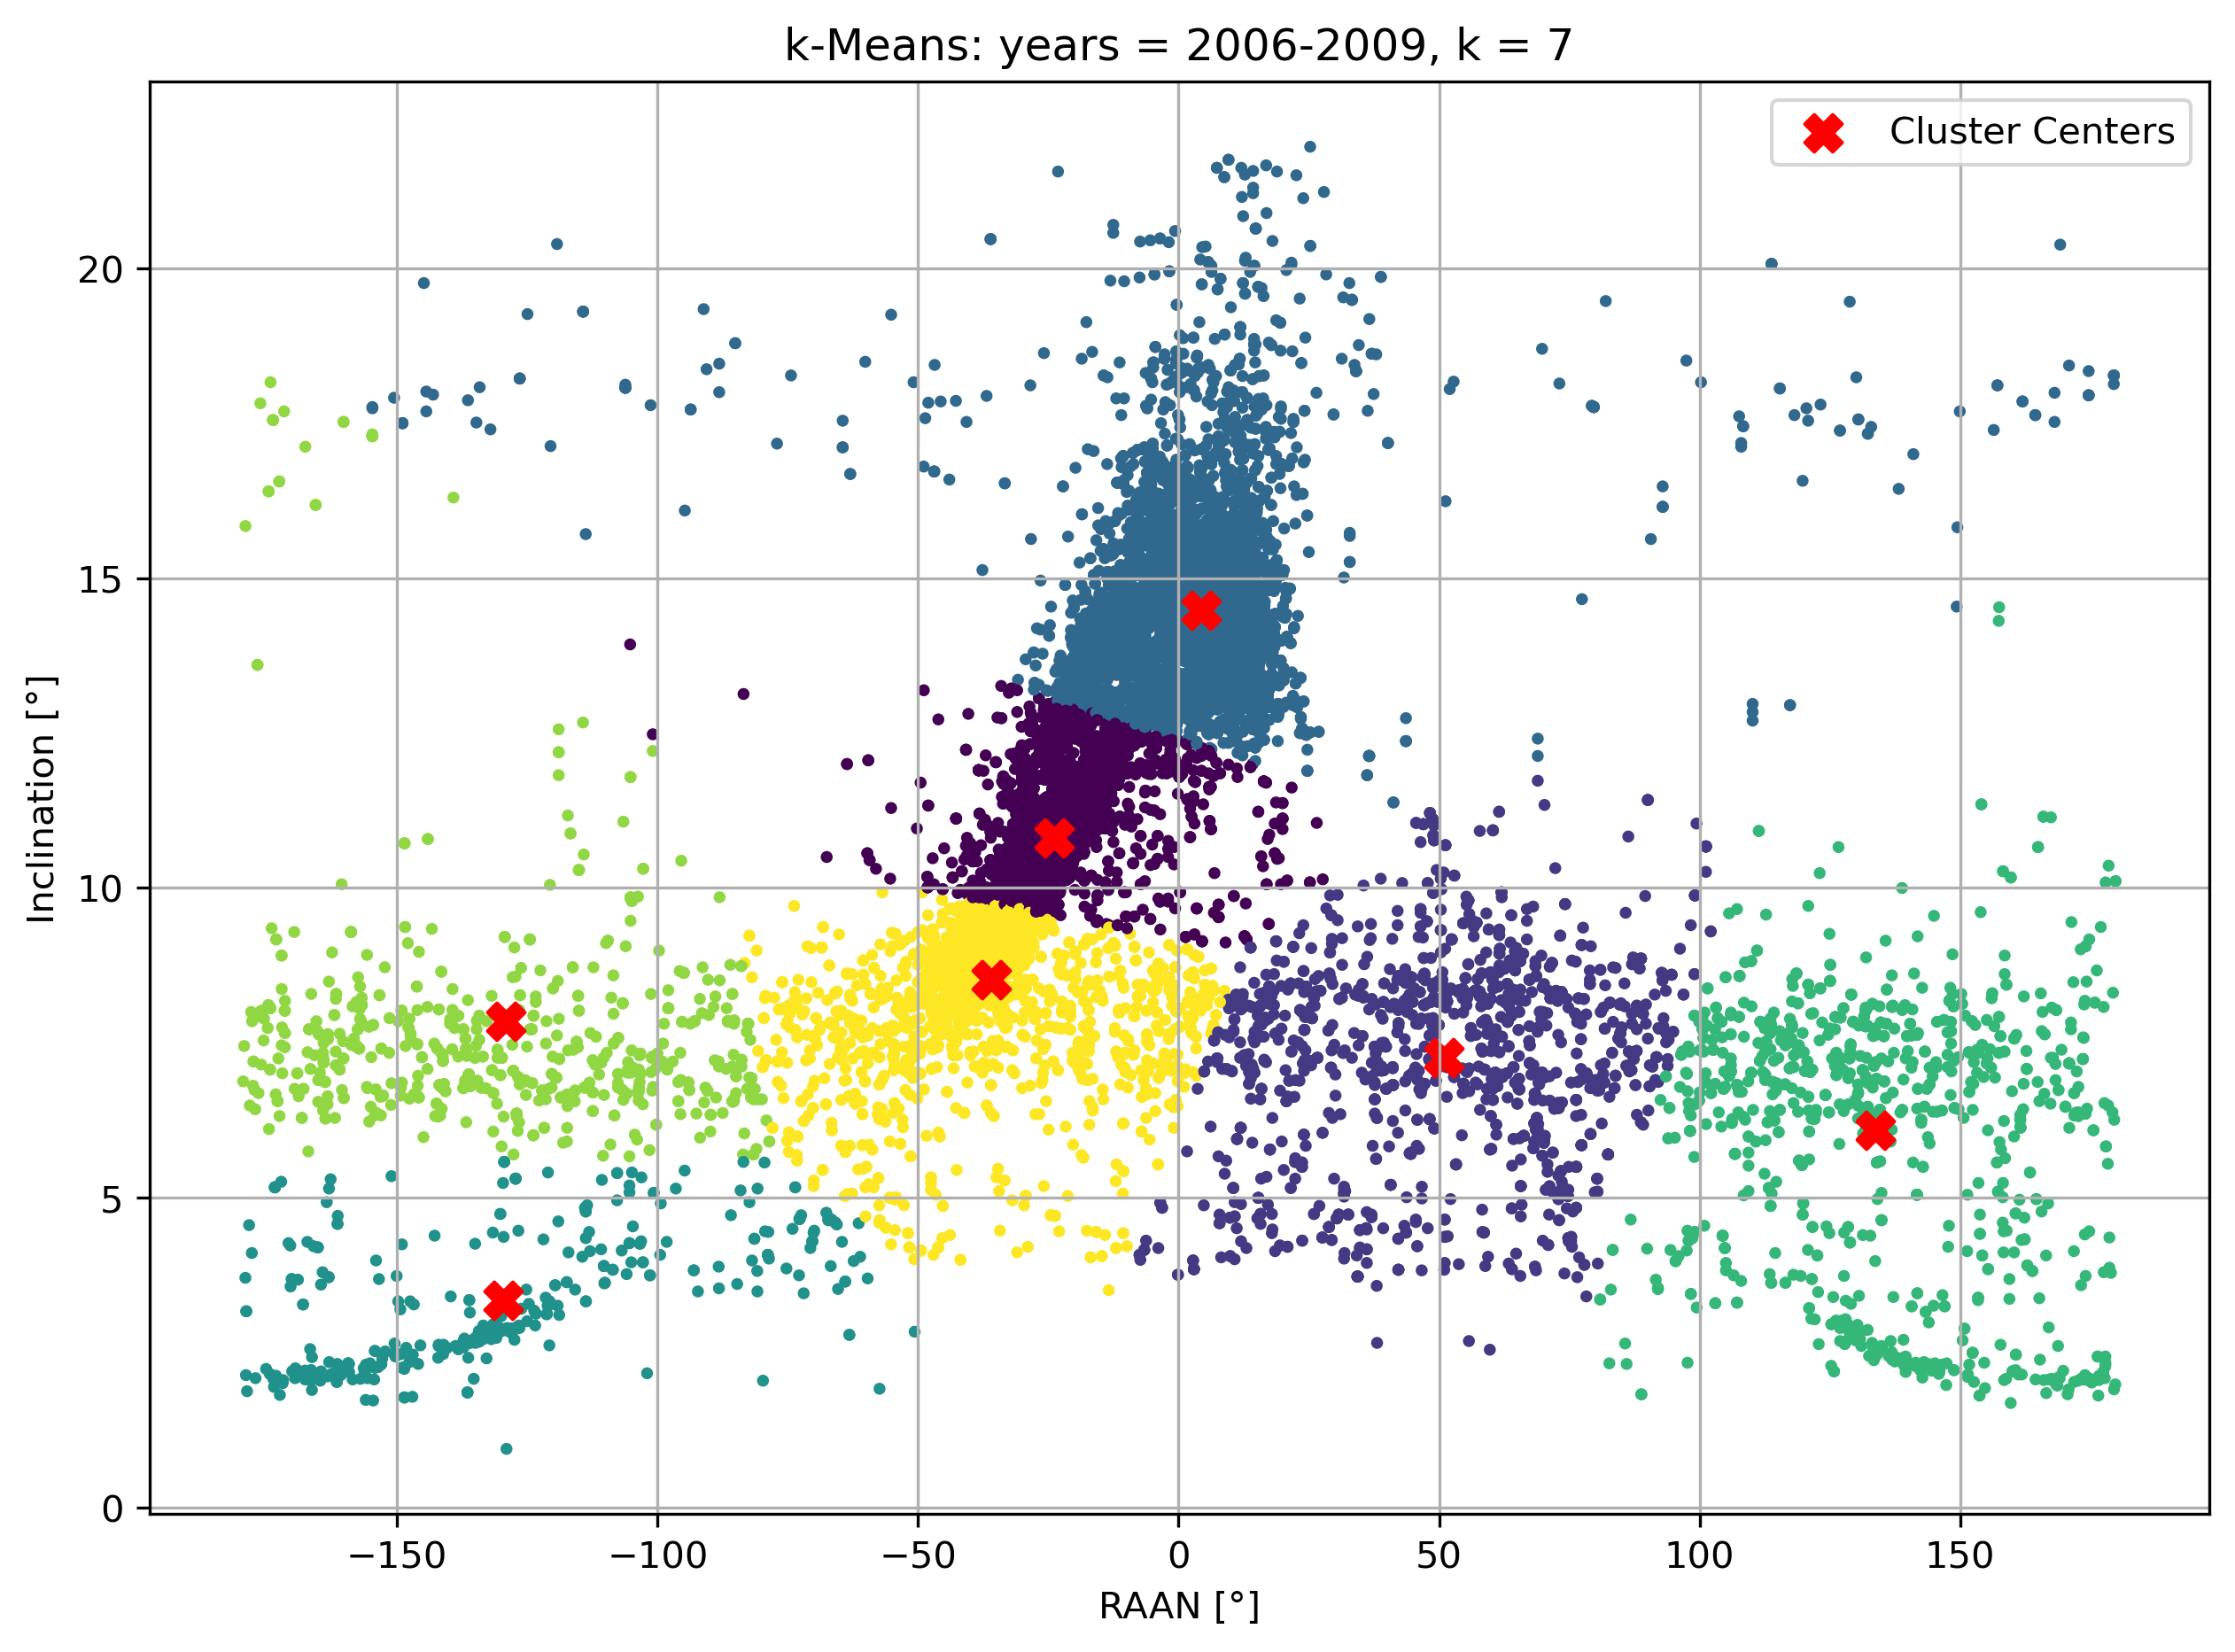 k-Means: years = 2006-2009, k = 7
Cluster Centers
Inclination [°]
20
15
10
5
0
−150 −100 −50 0 50 100 150
RAAN [°]